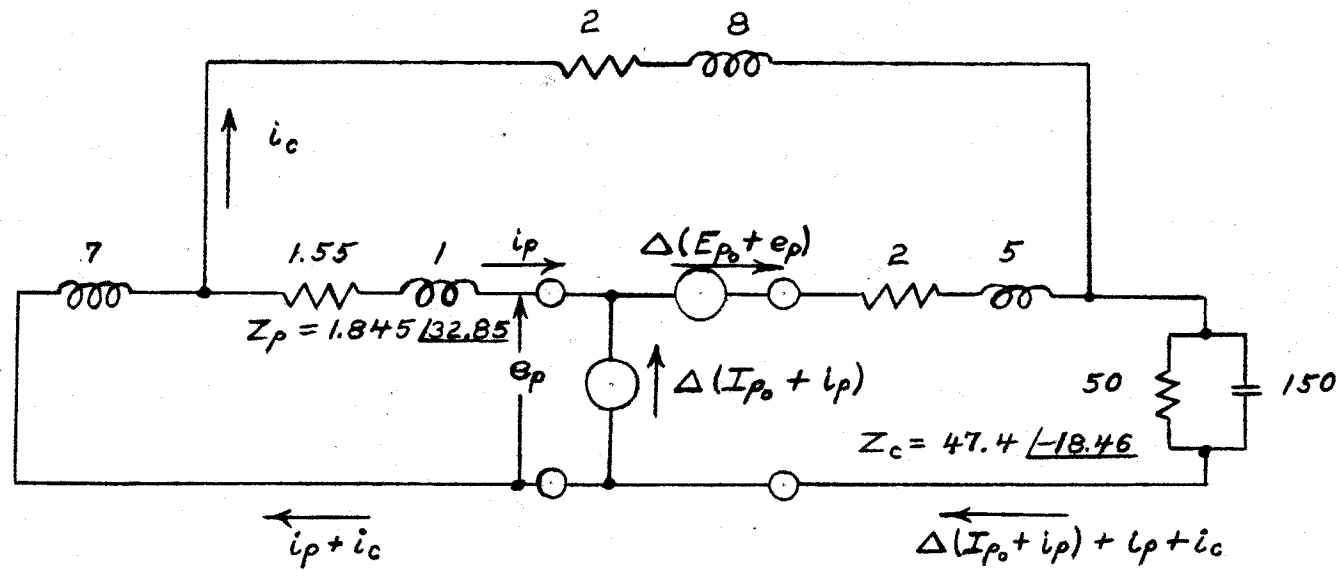 2 8
i_c
7 1.55 1 i_p Δ(E_p₀ + e_p) 2 5
Z_p = 1.845 /32.85
e_p Δ(I_p₀ + i_p) 50 150
Z_c = 47.4 /-18.46
i_p + i_c Δ(I_p₀ + i_p) + i_p + i_c